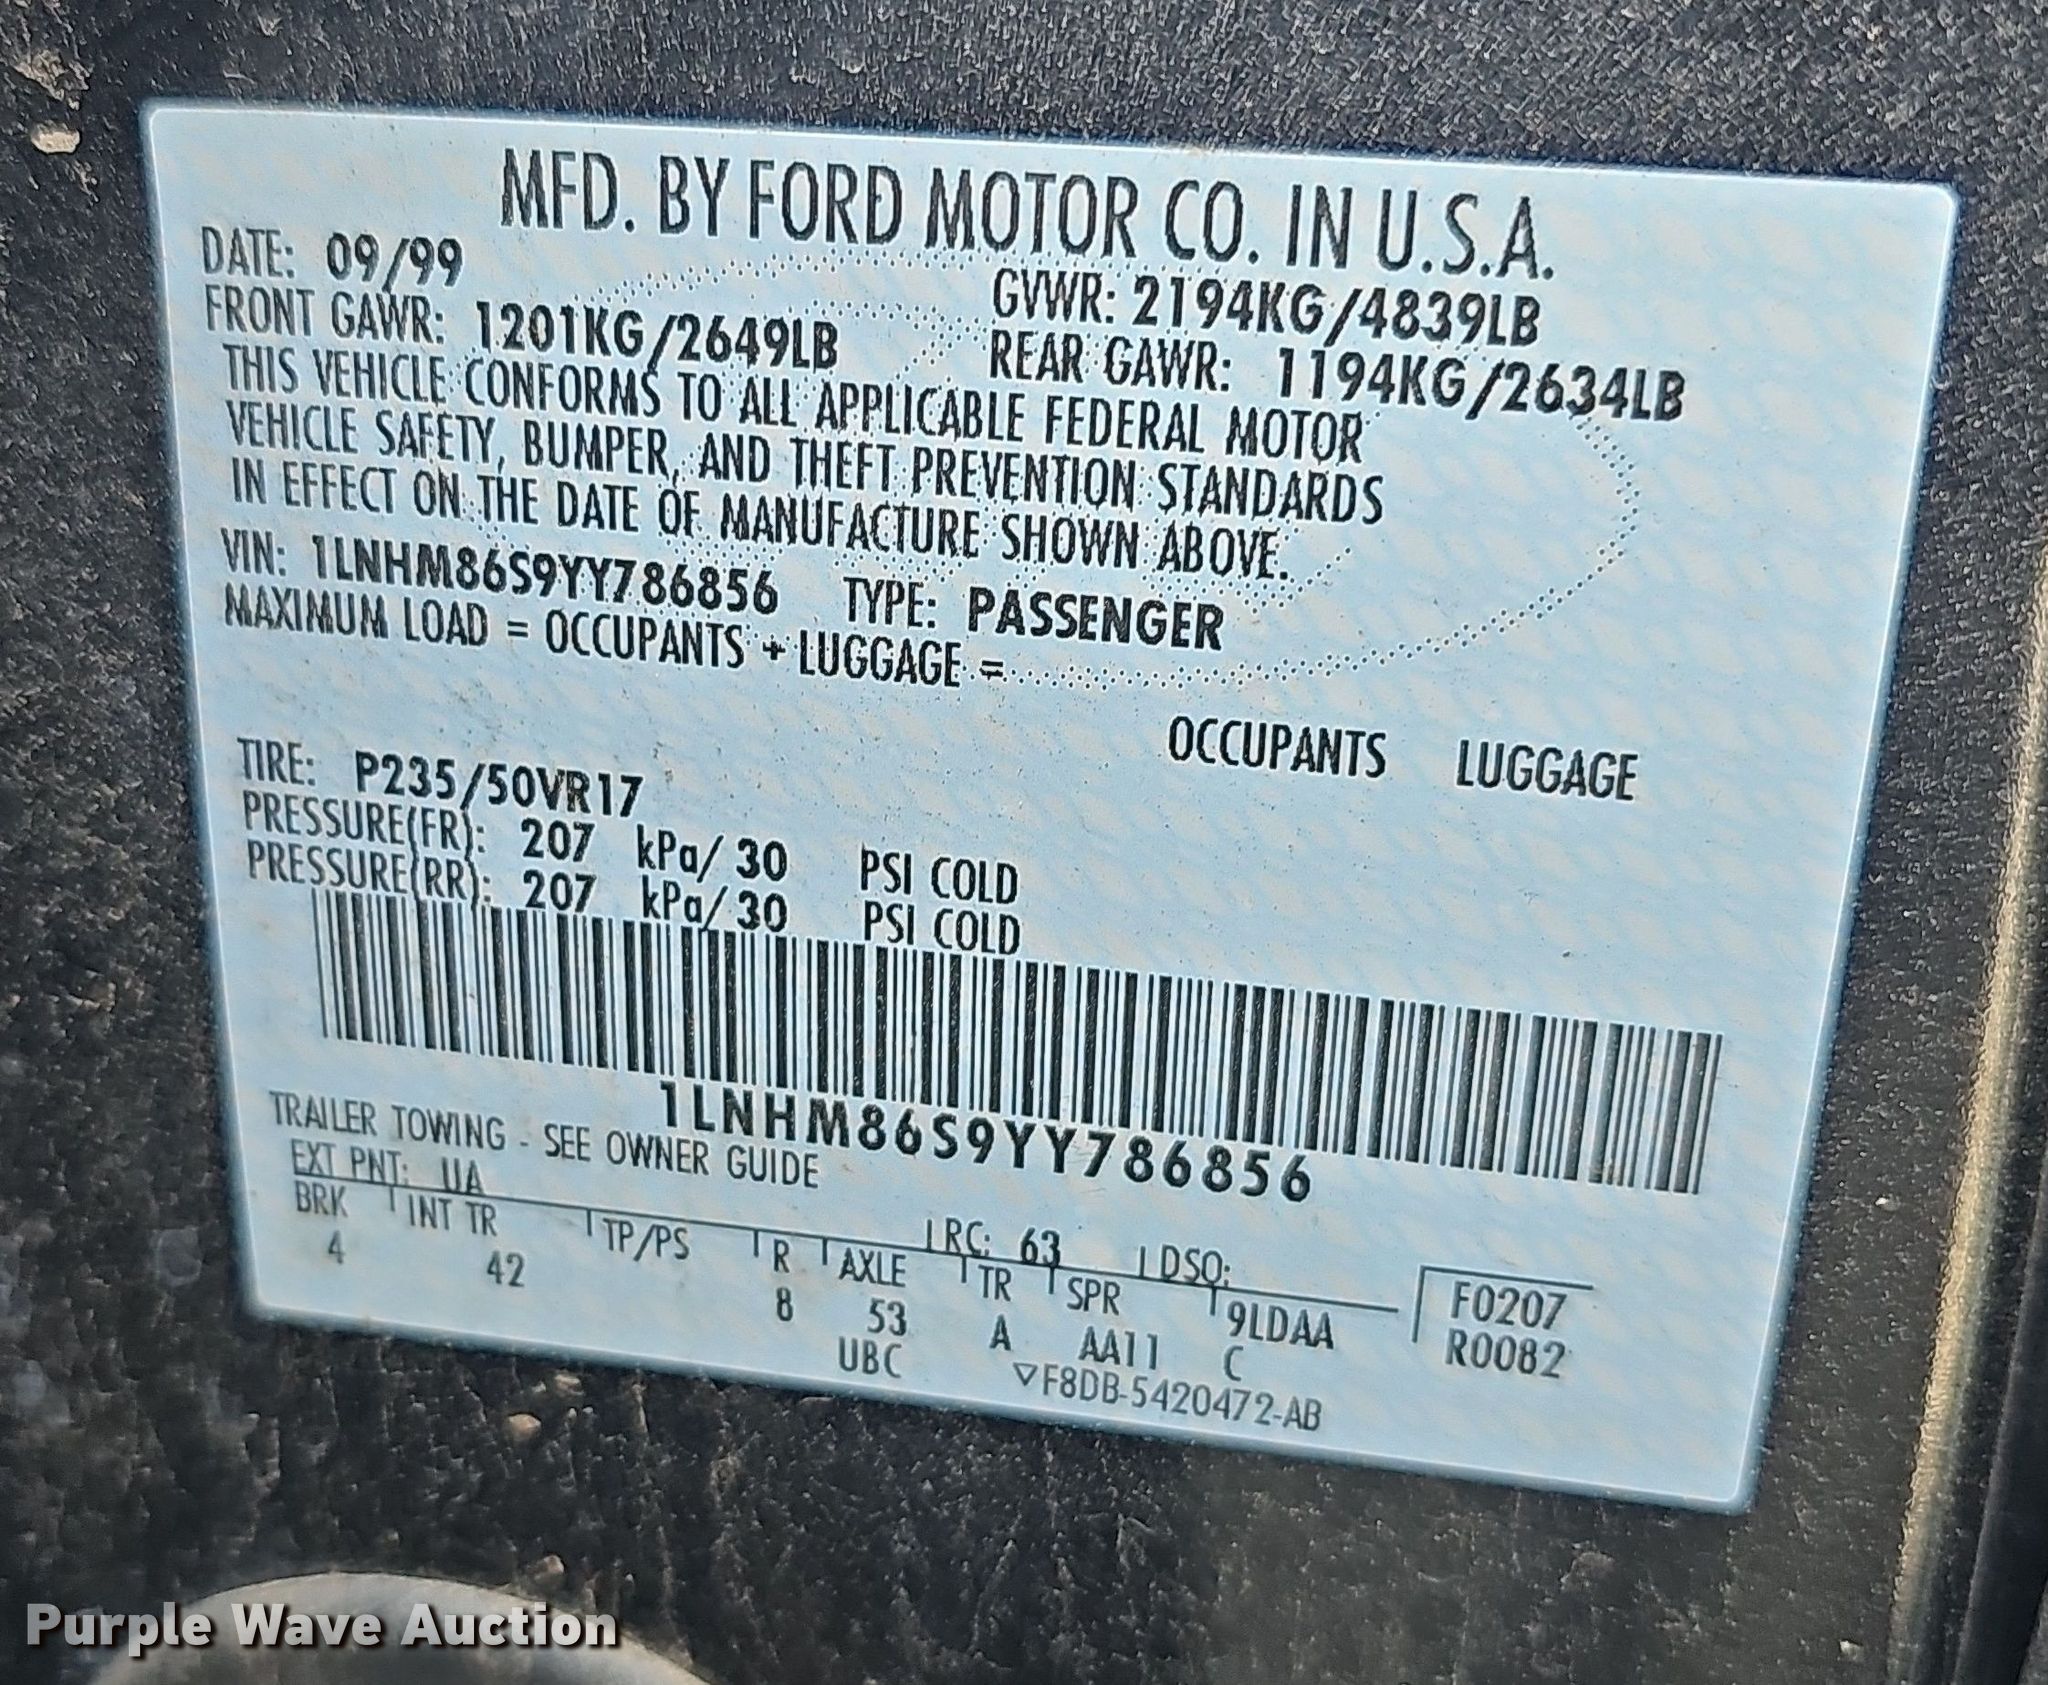 MFD. BY FORD MOTOR CO. IN U.S.A.
DATE: 09/99 GVWR: 2194KG/4839LB
FRONT GAWR: 1201KG/2649LB REAR GAWR: 1194KG/2634LB
THIS VEHICLE CONFORMS TO ALL APPLICABLE FEDERAL MOTOR
VEHICLE SAFETY, BUMPER, AND THEFT PREVENTION STANDARDS
IN EFFECT ON THE DATE OF MANUFACTURE SHOWN ABOVE.
VIN: 1LNHM86S9YY786856 TYPE: PASSENGER
MAXIMUM LOAD = OCCUPANTS + LUGGAGE =
OCCUPANTS LUGGAGE
TIRE: P235/50VR17
PRESSURE(FR): 207 kPa/ 30 PSI COLD
PRESSURE(RR): 207 kPa/ 30 PSI COLD
1LNHM86S9YY786856
TRAILER TOWING - SEE OWNER GUIDE
EXT PNT: UA RC: 63 DSO:
BRK INT TR TP/PS R AXLE TR SPR 9LDAA F0207
4 42 8 53 A AA11 C R0082
UBC ▽F8DB-5420472-AB
Purple Wave Auction